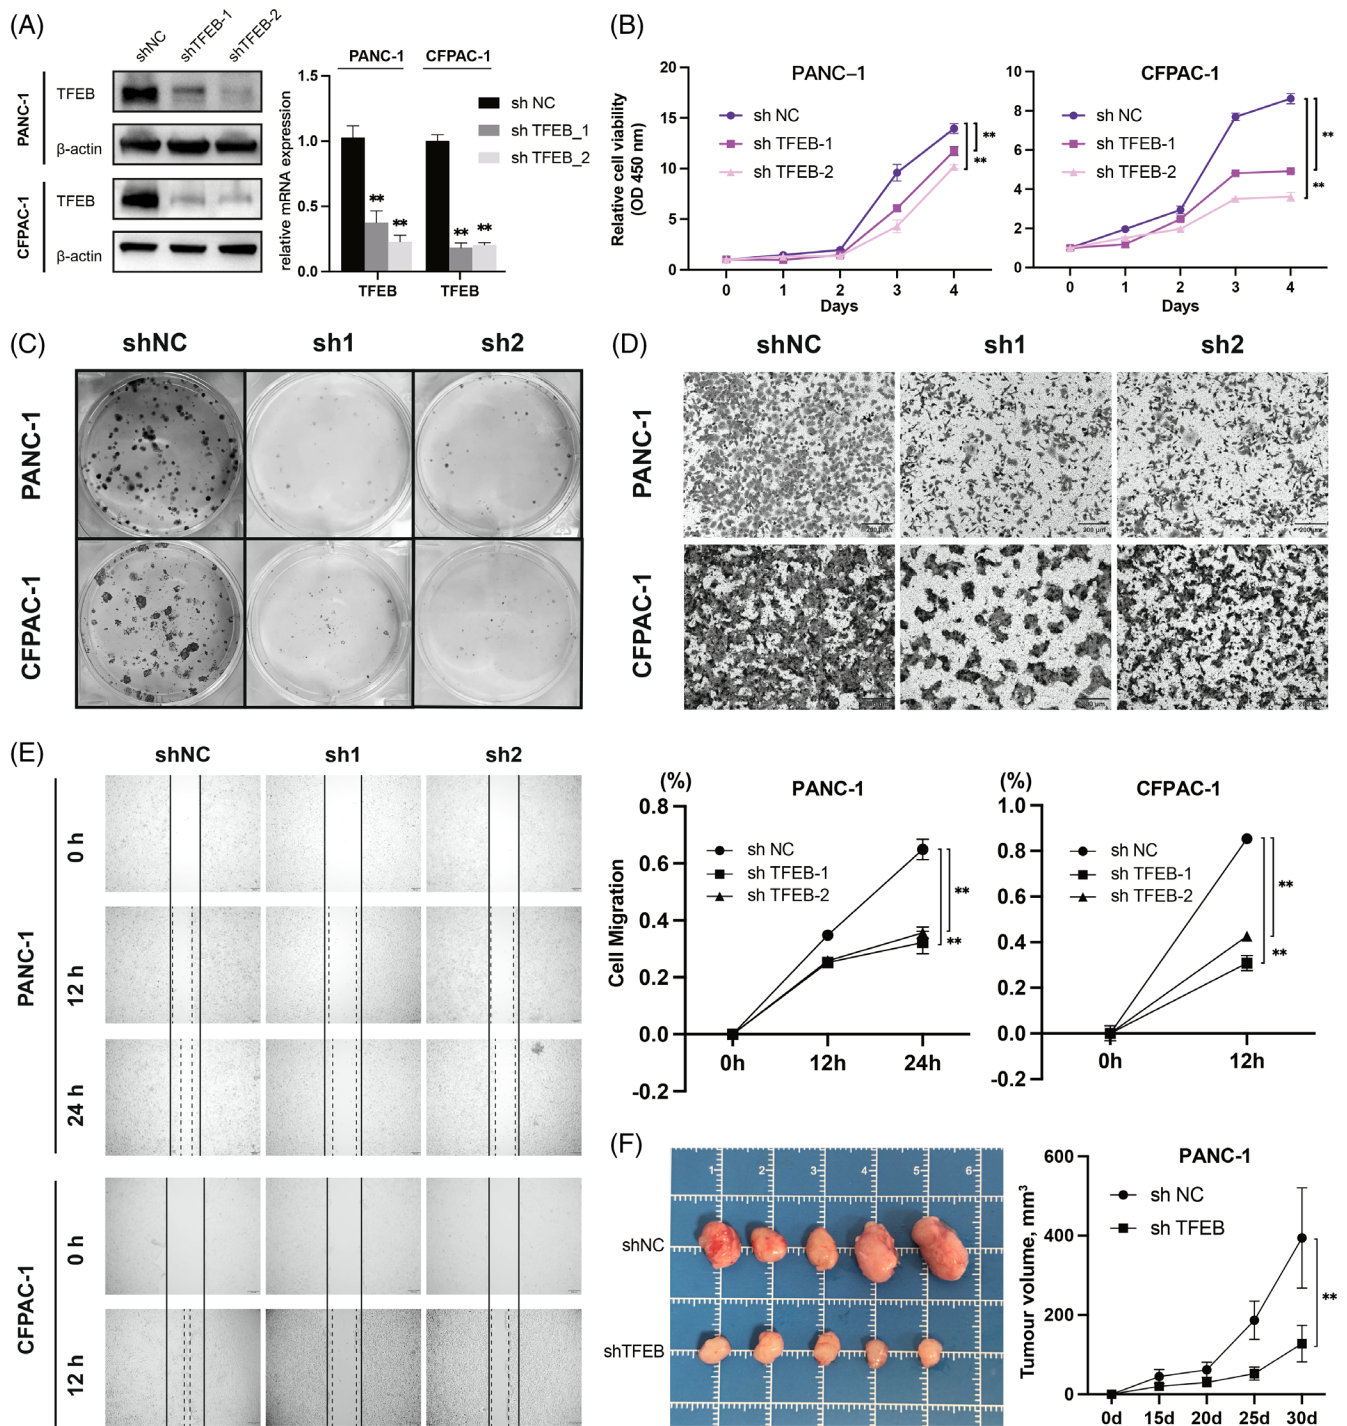 (A)
shNC
shTFEB-1
shTFEB-2
PANC-1
TFEB
β-actin
CFPAC-1
TFEB
β-actin
PANC-1 CFPAC-1
relative mRNA expression
1.5
1.0
0.5
0.0
sh NC
sh TFEB_1
sh TFEB_2
** ** ** **
TFEB TFEB
(B)
PANC-1
Relative cell viability
(OD 450 nm)
20
15
10
5
0
sh NC
sh TFEB-1
sh TFEB-2
**
**
0 1 2 3 4
Days
CFPAC-1
10
8
6
4
2
0
sh NC
sh TFEB-1
sh TFEB-2
**
**
0 1 2 3 4
Days
(C)
shNC sh1 sh2
PANC-1
CFPAC-1
(D)
shNC sh1 sh2
PANC-1
200 μm 200 μm 200 μm
CFPAC-1
200 μm 200 μm
(E)
shNC sh1 sh2
PANC-1
0 h
12 h
24 h
CFPAC-1
0 h
12 h
(%)
PANC-1
Cell Migration
0.8
0.6
0.4
0.2
0.0
-0.2
sh NC
sh TFEB-1
sh TFEB-2
**
**
0h 12h 24h
(%)
CFPAC-1
1.0
0.8
0.6
0.4
0.2
0.0
-0.2
sh NC
sh TFEB-1
sh TFEB-2
**
**
0h 12h
(F)
1 2 3 4 5 6
shNC
shTFEB
PANC-1
Tumour volume, mm³
600
400
200
0
sh NC
sh TFEB
**
0d 15d 20d 25d 30d